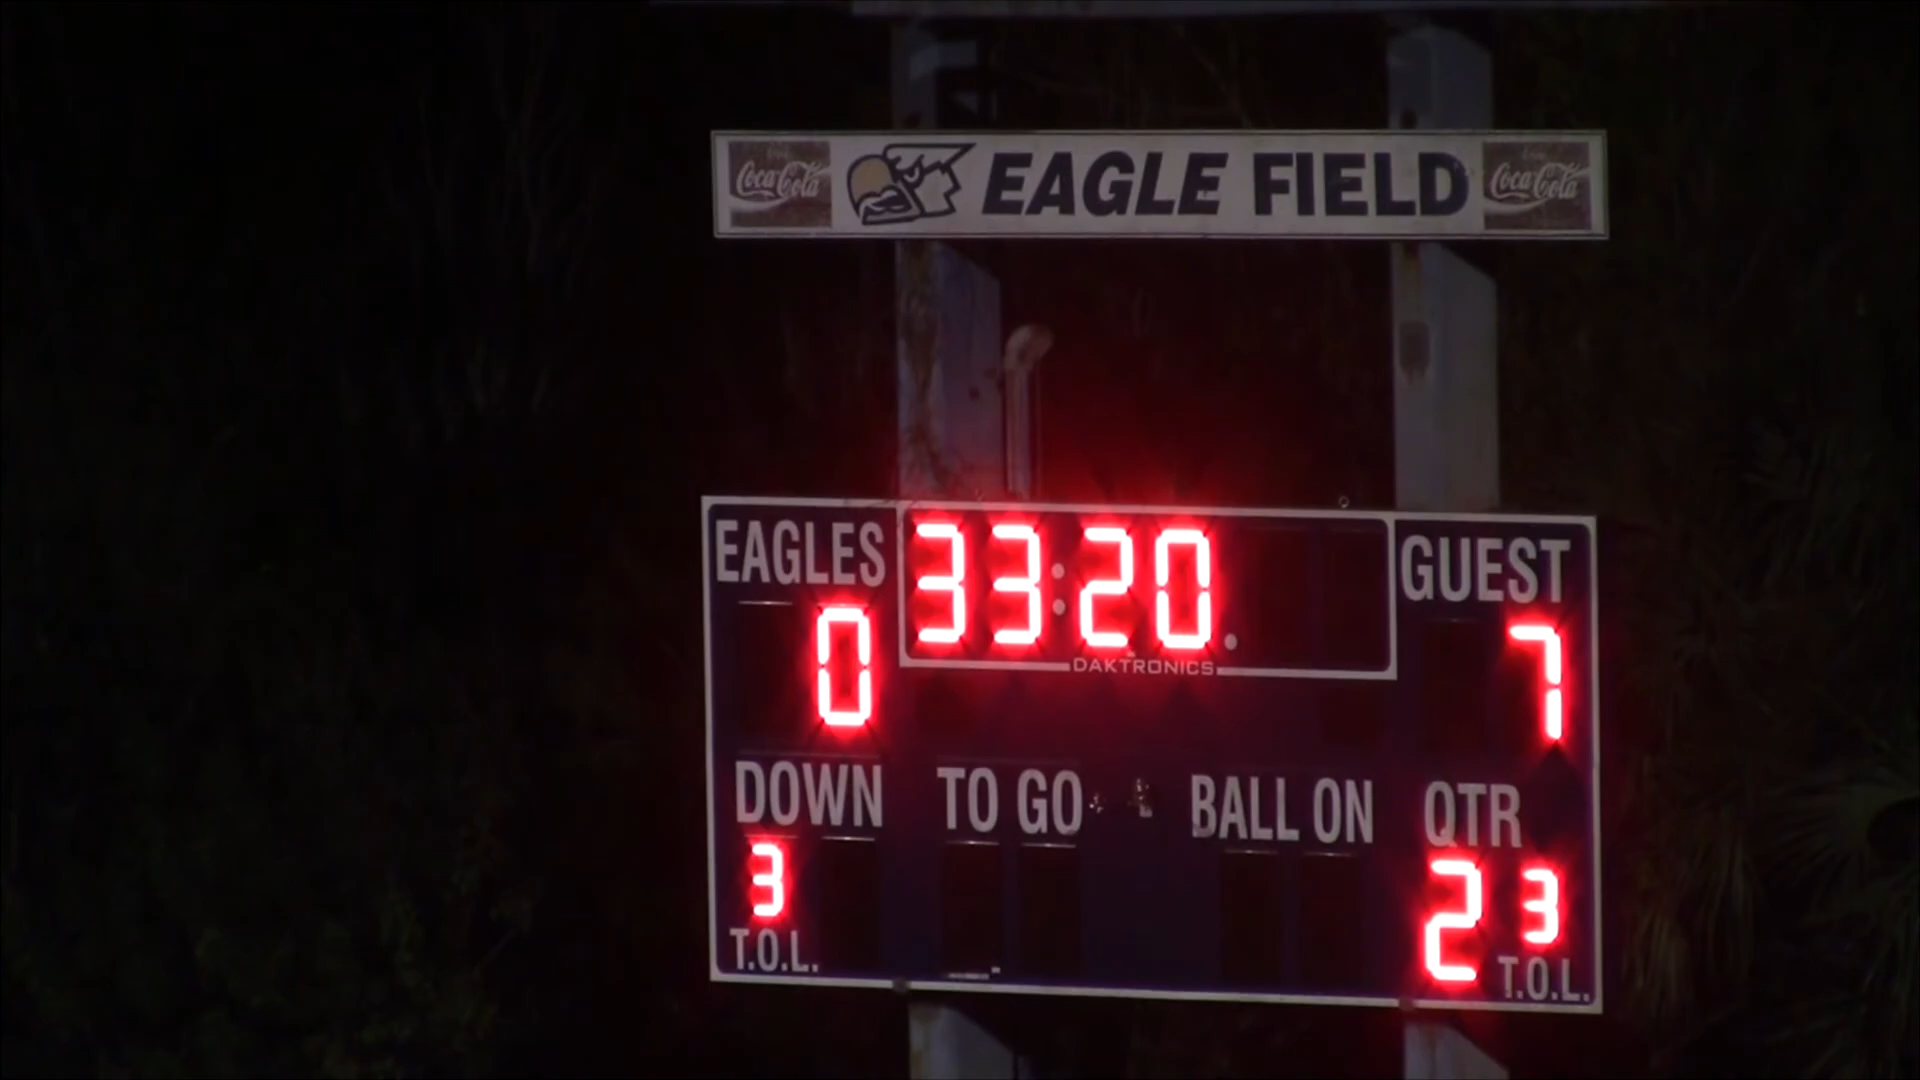 Coca-Cola EAGLE FIELD Coca-Cola
EAGLES 33:20. GUEST
0 7
DAKTRONICS
DOWN TO GO BALL ON QTR
3 2 3
T.O.L. T.O.L.